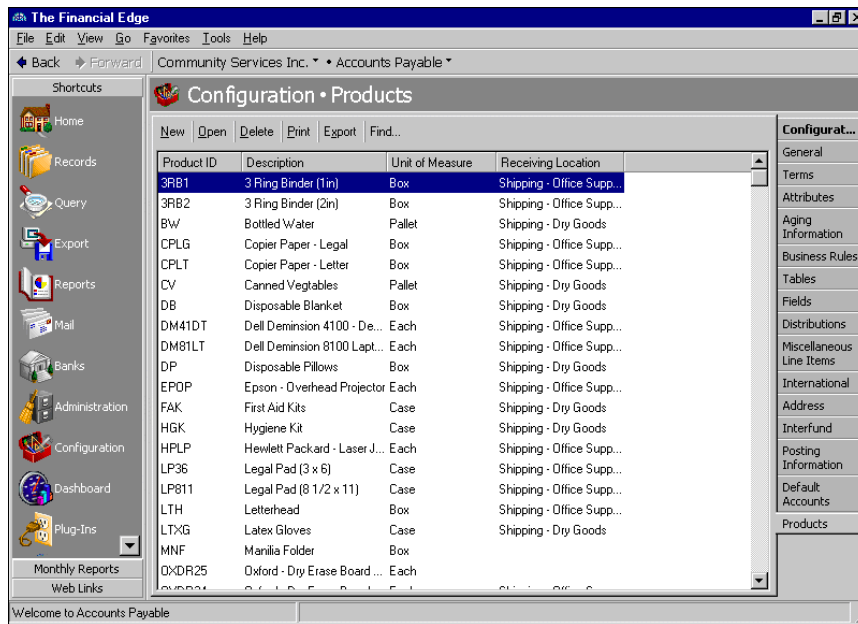 The Financial Edge
File Edit View Go Favorites Tools Help
Back Forward Community Services Inc. • Accounts Payable
Shortcuts
Home
Records
Query
Export
Reports
Mail
Banks
Administration
Configuration
Dashboard
Plug-Ins
Monthly Reports
Web Links
Configuration • Products
New Open Delete Print Export Find...
Product ID Description Unit of Measure Receiving Location
3RB1 3 Ring Binder (1in) Box Shipping - Office Supp...
3RB2 3 Ring Binder (2in) Box Shipping - Office Supp...
BW Bottled Water Pallet Shipping - Dry Goods
CPLG Copier Paper - Legal Box Shipping - Office Supp...
CPLT Copier Paper - Letter Box Shipping - Office Supp...
CV Canned Vegtables Pallet Shipping - Dry Goods
DB Disposable Blanket Box Shipping - Dry Goods
DM41DT Dell Deminsion 4100 - De... Each Shipping - Office Supp...
DM81LT Dell Deminsion 8100 Lapt... Each Shipping - Office Supp...
DP Disposable Pillows Box Shipping - Dry Goods
EPOP Epson - Overhead Projector Each Shipping - Office Supp...
FAK First Aid Kits Case Shipping - Dry Goods
HGK Hygiene Kit Case Shipping - Dry Goods
HPLP Hewlett Packard - Laser J... Each Shipping - Office Supp...
LP36 Legal Pad (3 x 6) Case Shipping - Office Supp...
LP811 Legal Pad (8 1/2 x 11) Case Shipping - Office Supp...
LTH Letterhead Box Shipping - Office Supp...
LTXG Latex Gloves Case Shipping - Dry Goods
MNF Manilia Folder Box
OXDR25 Oxford - Dry Erase Board ... Each
Configurat...
General
Terms
Attributes
Aging
Information
Business Rules
Tables
Fields
Distributions
Miscellaneous
Line Items
International
Address
Interfund
Posting
Information
Default
Accounts
Products
Welcome to Accounts Payable